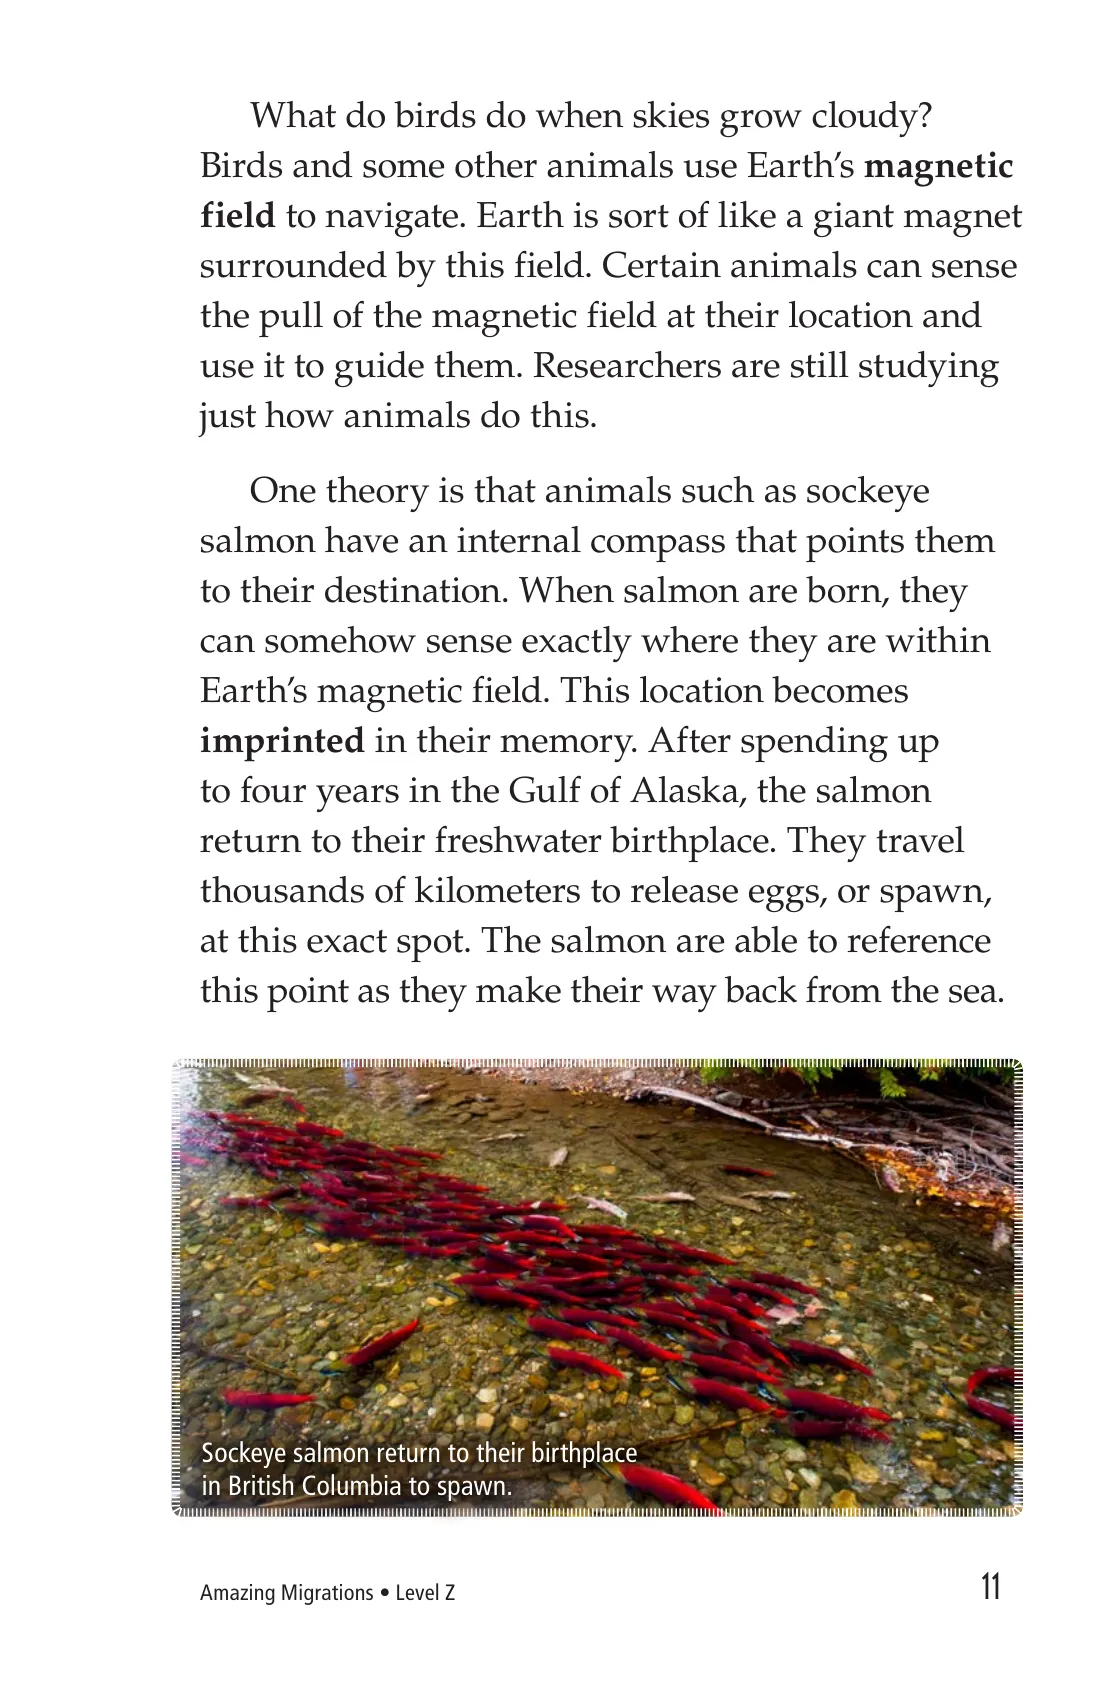 What do birds do when skies grow cloudy?
Birds and some other animals use Earth’s magnetic
field to navigate. Earth is sort of like a giant magnet
surrounded by this field. Certain animals can sense
the pull of the magnetic field at their location and
use it to guide them. Researchers are still studying
just how animals do this.
One theory is that animals such as sockeye
salmon have an internal compass that points them
to their destination. When salmon are born, they
can somehow sense exactly where they are within
Earth’s magnetic field. This location becomes
imprinted in their memory. After spending up
to four years in the Gulf of Alaska, the salmon
return to their freshwater birthplace. They travel
thousands of kilometers to release eggs, or spawn,
at this exact spot. The salmon are able to reference
this point as they make their way back from the sea.
Sockeye salmon return to their birthplace
in British Columbia to spawn.
Amazing Migrations • Level Z
11